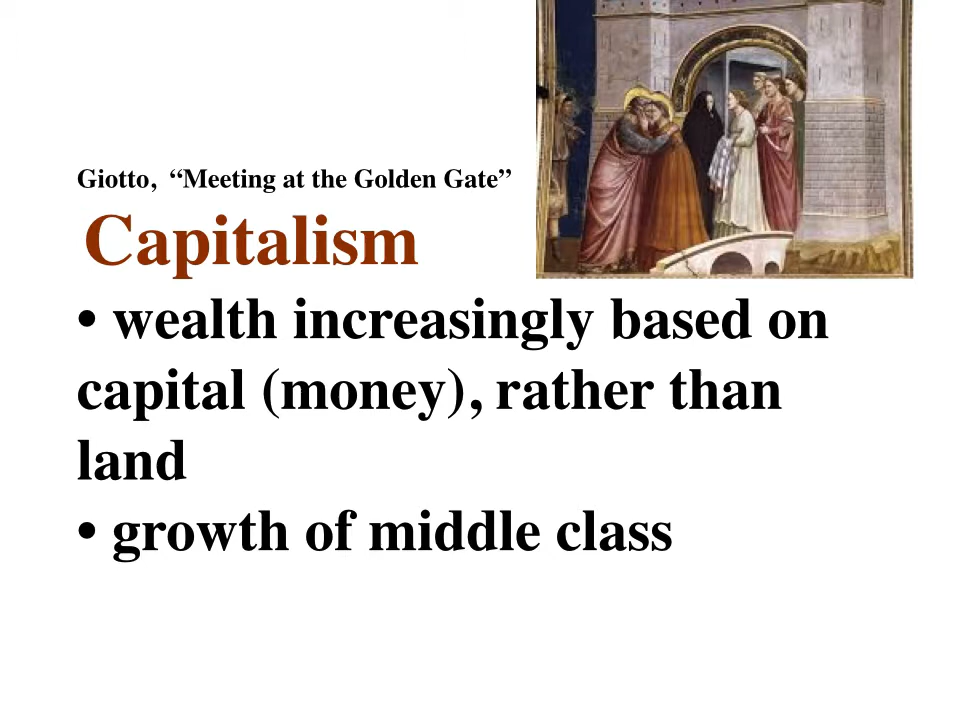 Giotto, “Meeting at the Golden Gate”
Capitalism
• wealth increasingly based on
capital (money), rather than
land
• growth of middle class